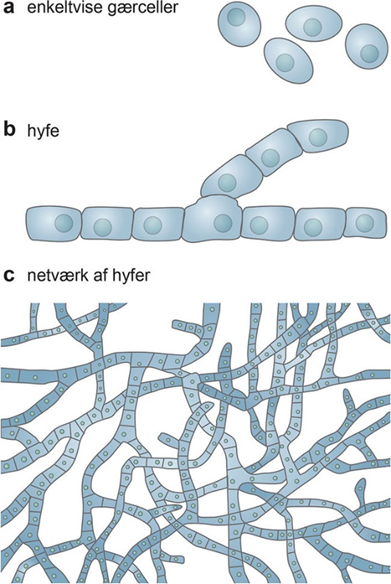 a enkeltvise gærceller
b hyfe
c netværk af hyfer